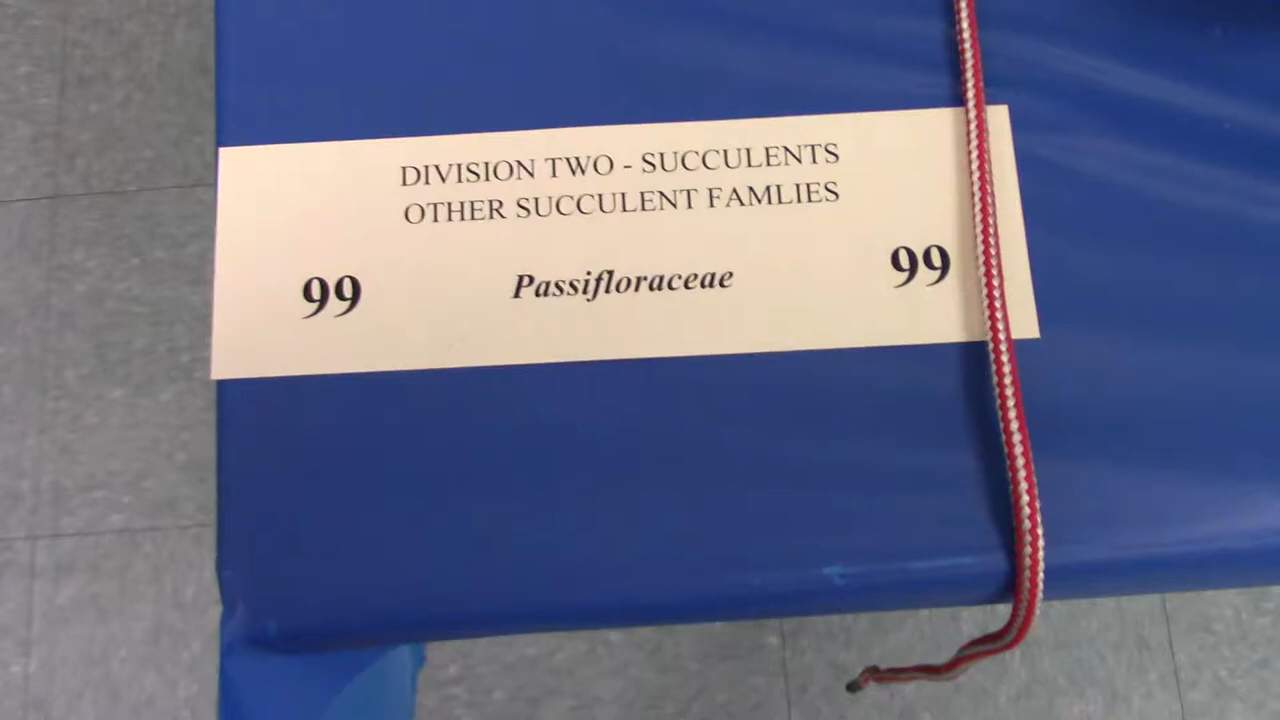 DIVISION TWO - SUCCULENTS
OTHER SUCCULENT FAMLIES
99 Passifloraceae 99